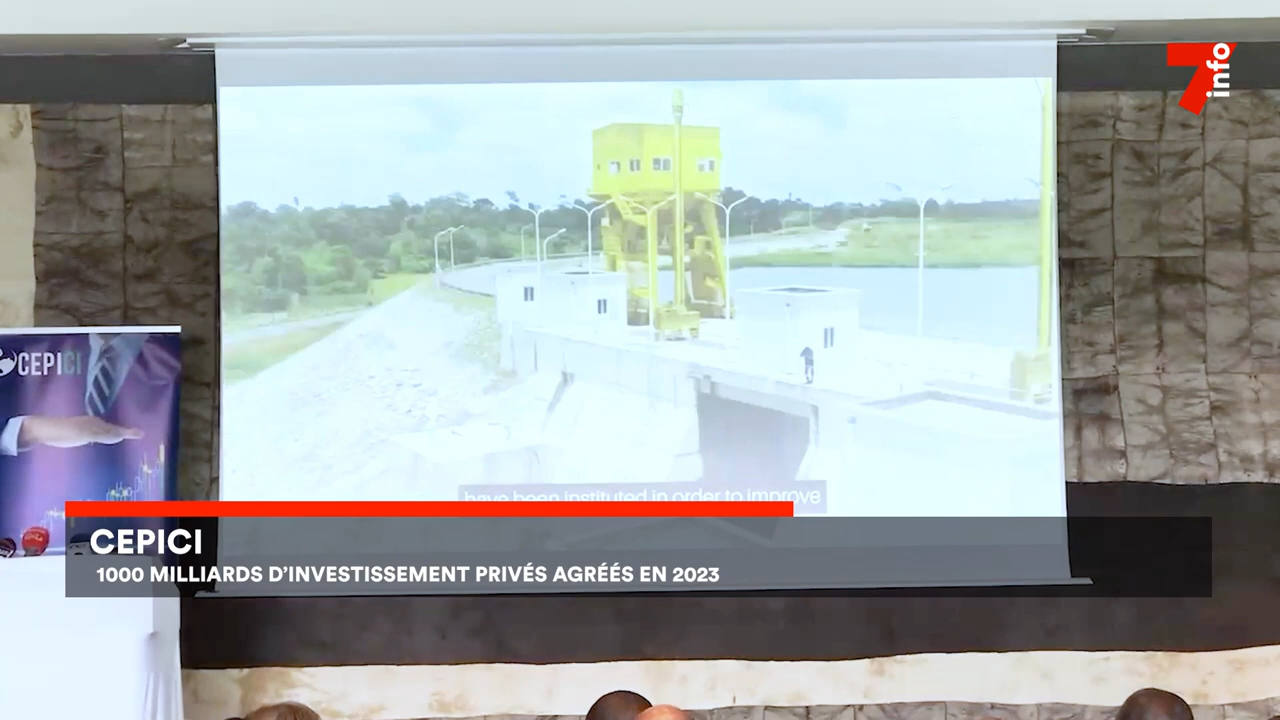 7info
CEPICI
have been instituted in order to improve
CEPICI
1000 MILLIARDS D'INVESTISSEMENT PRIVÉS AGRÉÉS EN 2023